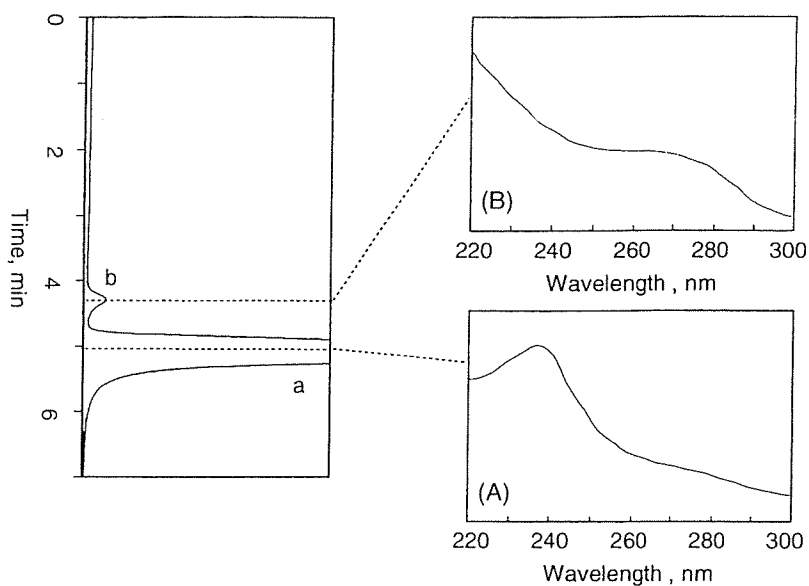 0
2
4
6
Time, min
b
a
(B)
220 240 260 280 300
Wavelength , nm
(A)
220 240 260 280 300
Wavelength , nm